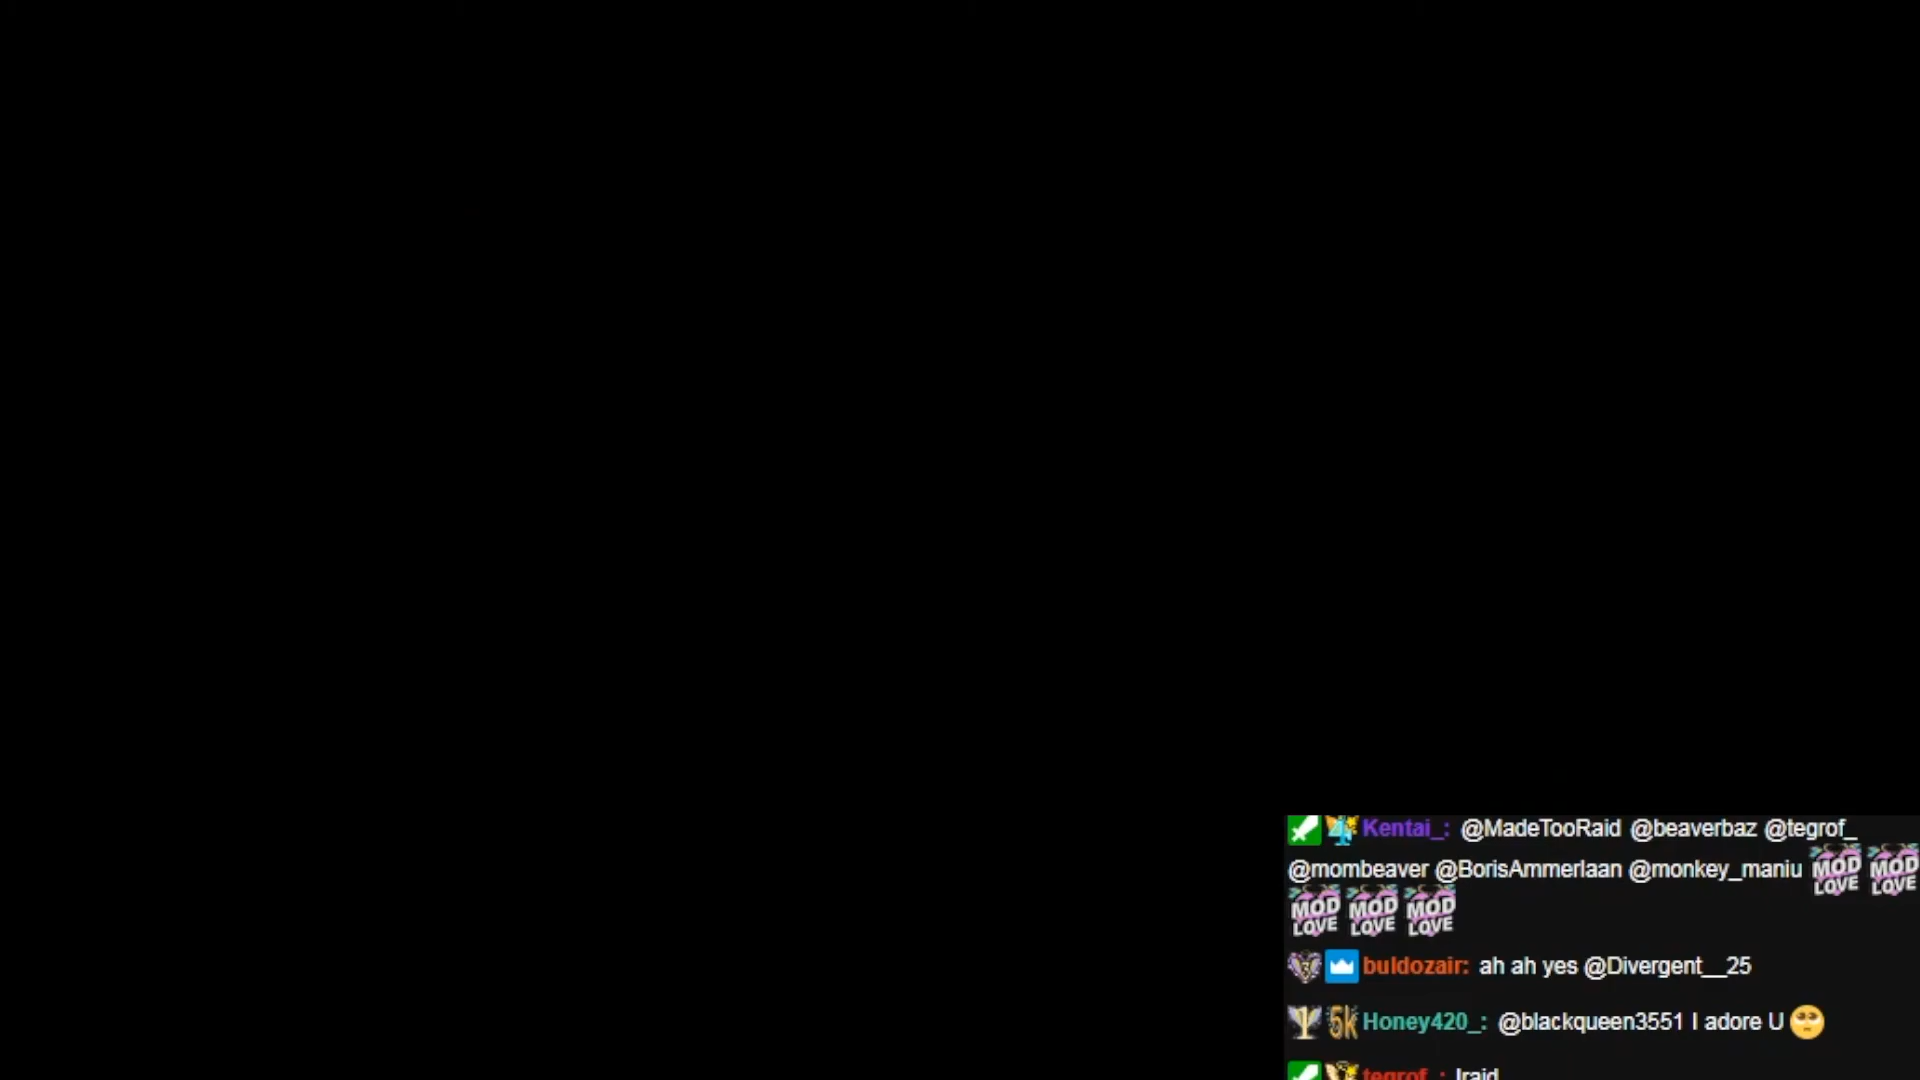 Kentai_: @MadeTooRaid @beaverbaz @tegrof_
@mombeaver @BorisAmmerlaan @monkey_maniu MOD LOVE MOD LOVE
MOD LOVE MOD LOVE MOD LOVE
buldozair: ah ah yes @Divergent__25
5k Honey420_: @blackqueen3551 I adore U
tegrof_: